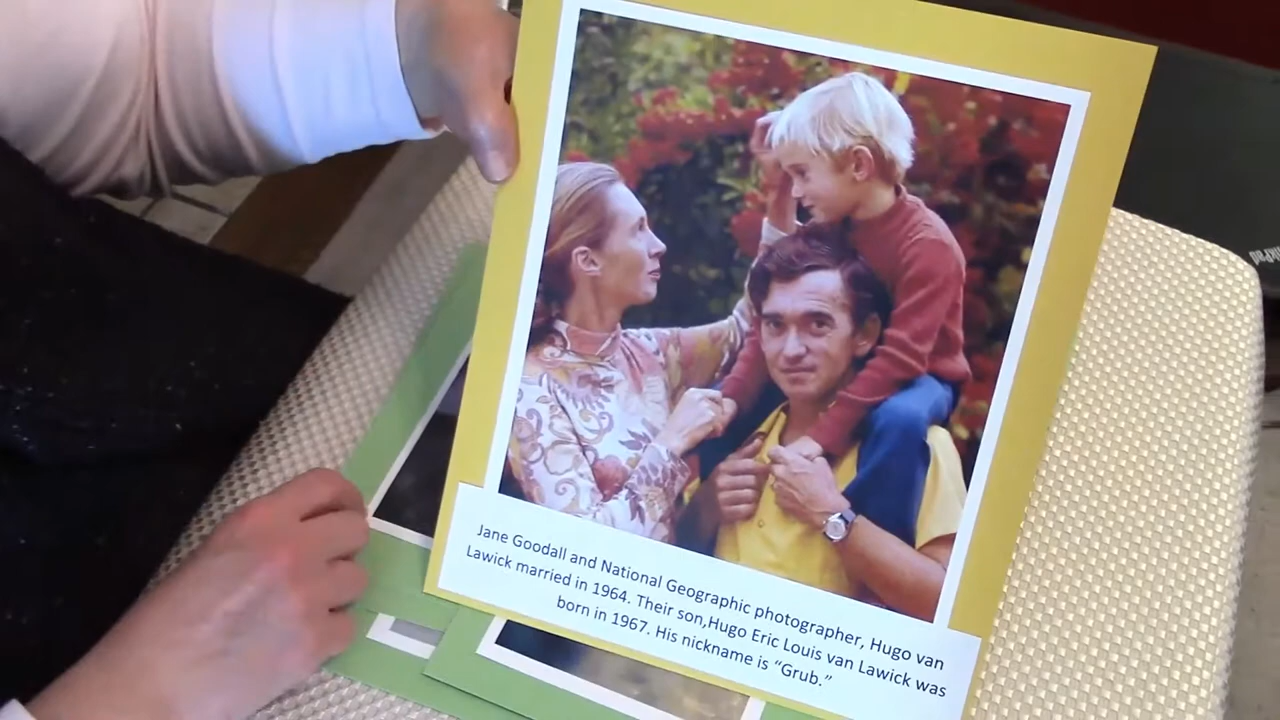 Jane Goodall and National Geographic photographer, Hugo van
Lawick married in 1964. Their son,Hugo Eric Louis van Lawick was
born in 1967. His nickname is “Grub.”